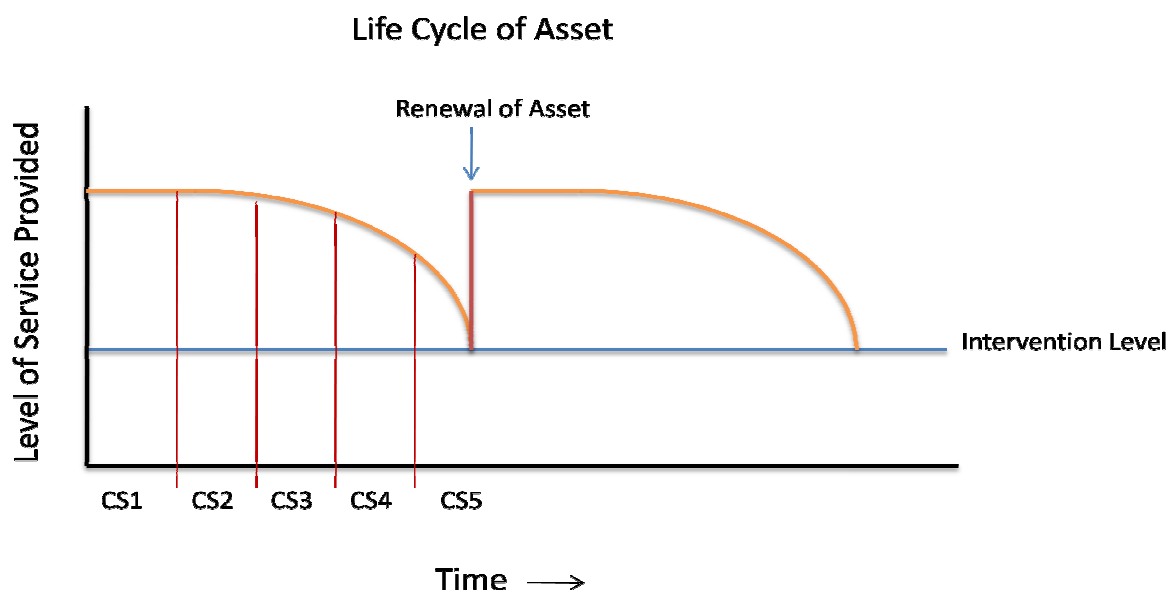 Life Cycle of Asset
Renewal of Asset
Level of Service Provided
Intervention Level
CS1 CS2 CS3 CS4 CS5
Time